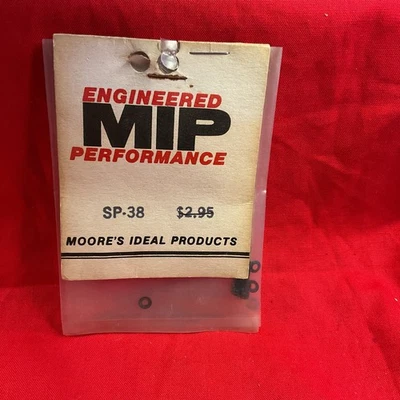 ENGINEERED
MIP
PERFORMANCE
SP-38 $2.95
MOORE'S IDEAL PRODUCTS